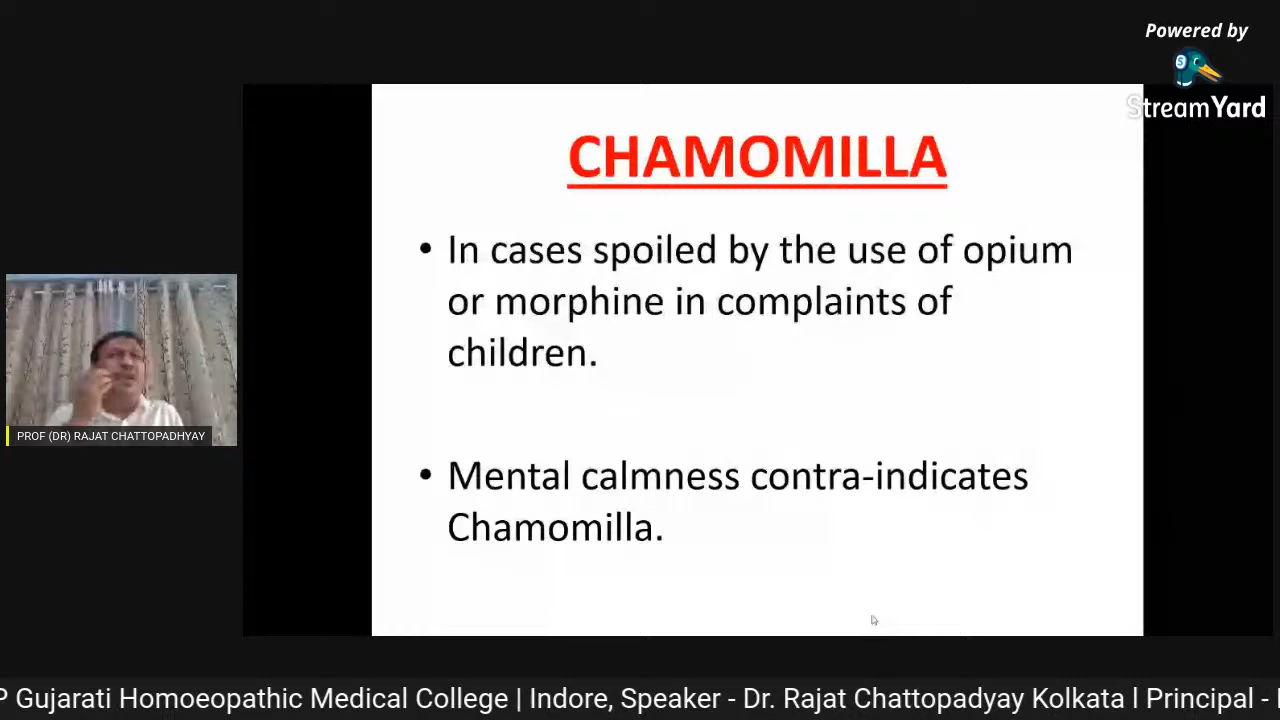 Powered by
StreamYard
CHAMOMILLA
• In cases spoiled by the use of opium
or morphine in complaints of
children.
• Mental calmness contra-indicates
Chamomilla.
PROF (DR) RAJAT CHATTOPADHYAY
P Gujarati Homoeopathic Medical College | Indore, Speaker - Dr. Rajat Chattopadyay Kolkata l Principal -